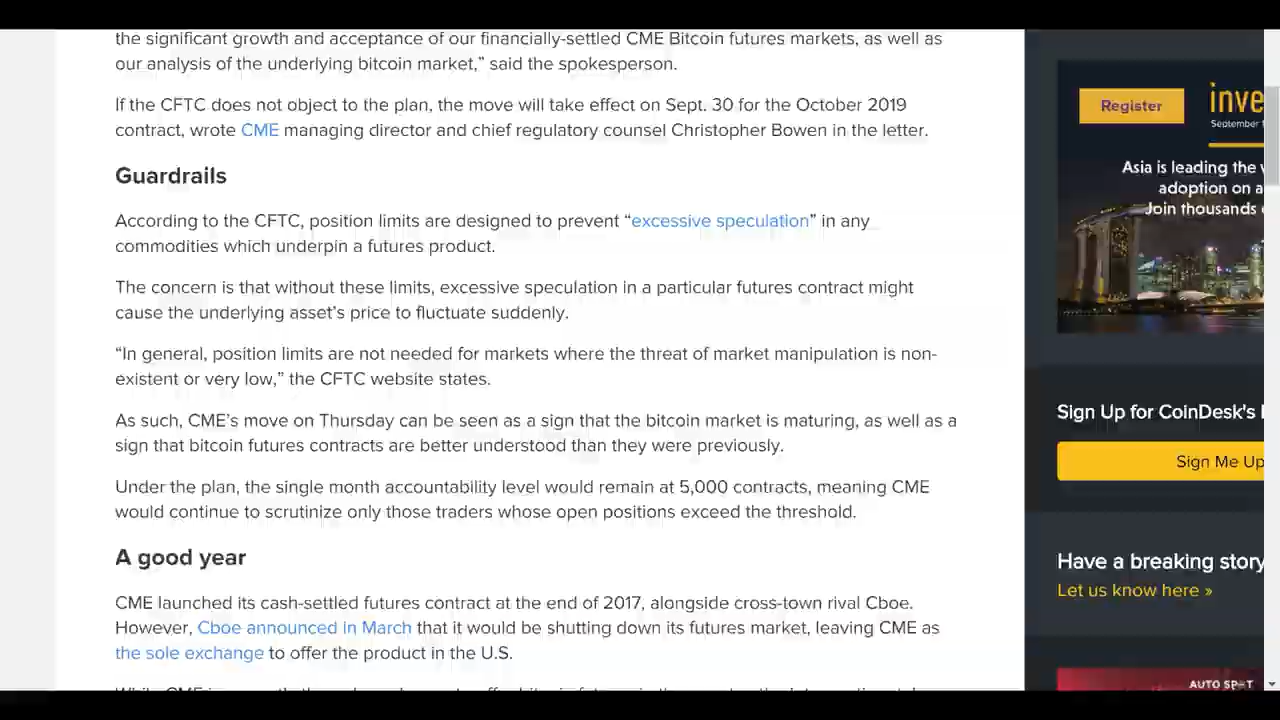 the significant growth and acceptance of our financially-settled CME Bitcoin futures markets, as well as
our analysis of the underlying bitcoin market,” said the spokesperson.
If the CFTC does not object to the plan, the move will take effect on Sept. 30 for the October 2019
contract, wrote CME managing director and chief regulatory counsel Christopher Bowen in the letter.
Guardrails
According to the CFTC, position limits are designed to prevent “excessive speculation” in any
commodities which underpin a futures product.
The concern is that without these limits, excessive speculation in a particular futures contract might
cause the underlying asset’s price to fluctuate suddenly.
“In general, position limits are not needed for markets where the threat of market manipulation is non-
existent or very low,” the CFTC website states.
As such, CME’s move on Thursday can be seen as a sign that the bitcoin market is maturing, as well as a
sign that bitcoin futures contracts are better understood than they were previously.
Under the plan, the single month accountability level would remain at 5,000 contracts, meaning CME
would continue to scrutinize only those traders whose open positions exceed the threshold.
A good year
CME launched its cash-settled futures contract at the end of 2017, alongside cross-town rival Cboe.
However, Cboe announced in March that it would be shutting down its futures market, leaving CME as
the sole exchange to offer the product in the U.S.
Register
inve
September
Asia is leading the
adoption on a
Join thousands
Sign Up for CoinDesk's
Sign Me Up
Have a breaking story
Let us know here »
AUTO SPOT